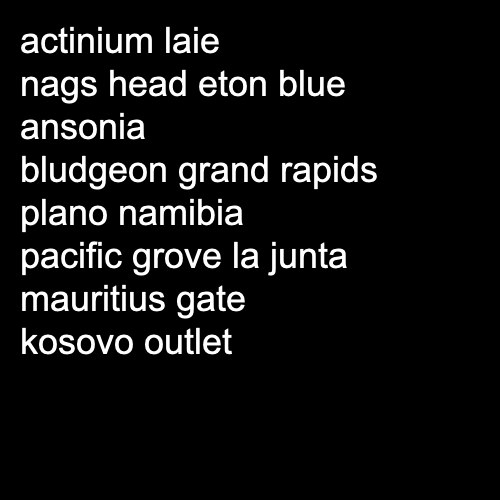 actinium laie
nags head eton blue
ansonia
bludgeon grand rapids
plano namibia
pacific grove la junta
mauritius gate
kosovo outlet